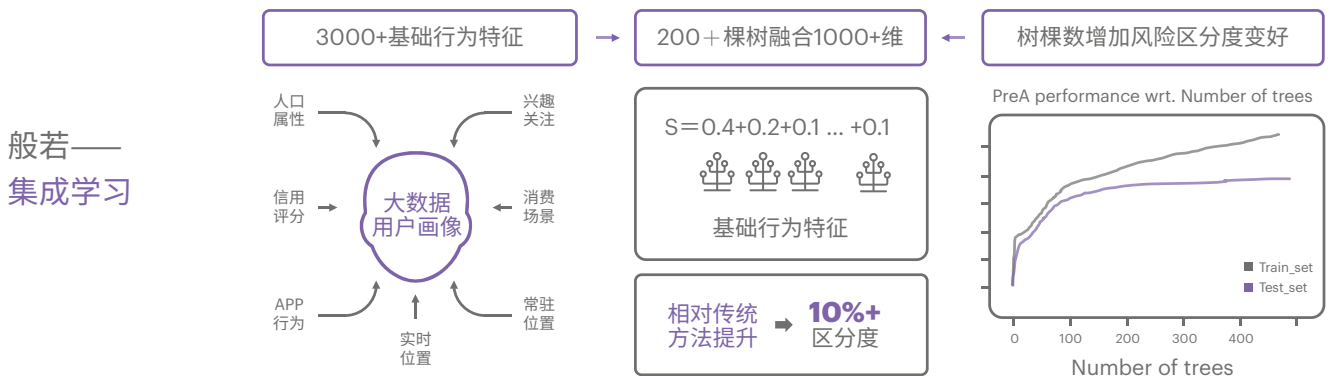 般若——
集成学习
3000+基础行为特征
人口
属性
兴趣
关注
信用
评分
大数据
用户画像
消费
场景
APP
行为
实时
位置
常驻
位置
200＋棵树融合1000+维
S＝0.4+0.2+0.1 ... +0.1
基础行为特征
相对传统
方法提升
10%+
区分度
树棵数增加风险区分度变好
PreA performance wrt. Number of trees
Train_set
Test_set
0 100 200 300 400
Number of trees